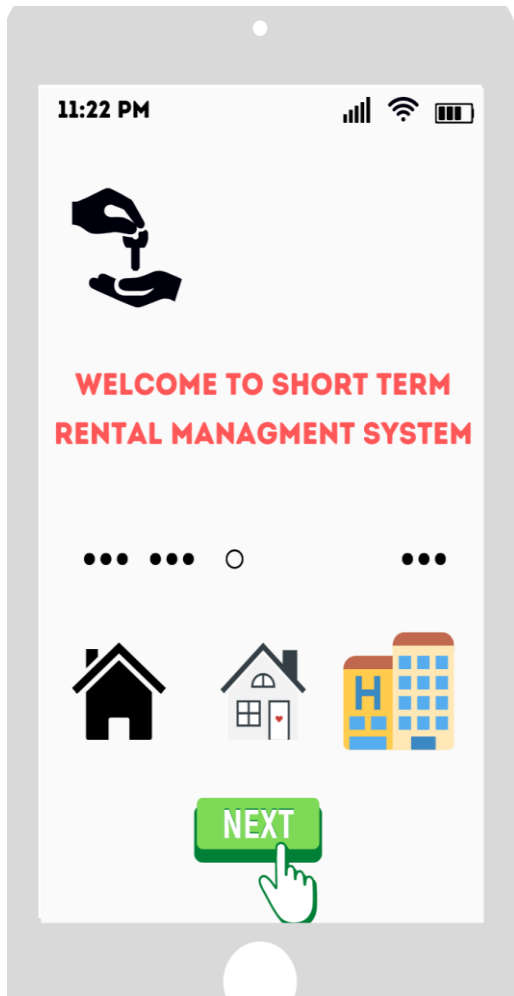 11:22 PM
WELCOME TO SHORT TERM
RENTAL MANAGMENT SYSTEM
H
NEXT